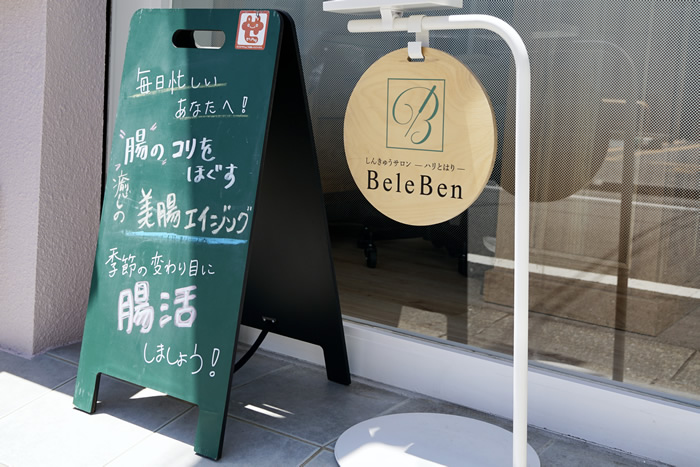 毎日忙しい
あなたへ！
"腸の"コリを
ほぐす
癒しの
美腸エイジング
季節の変わり目に
腸活
しましょう！
B
しんきゅうサロン ―ハリとはり―
BeleBen